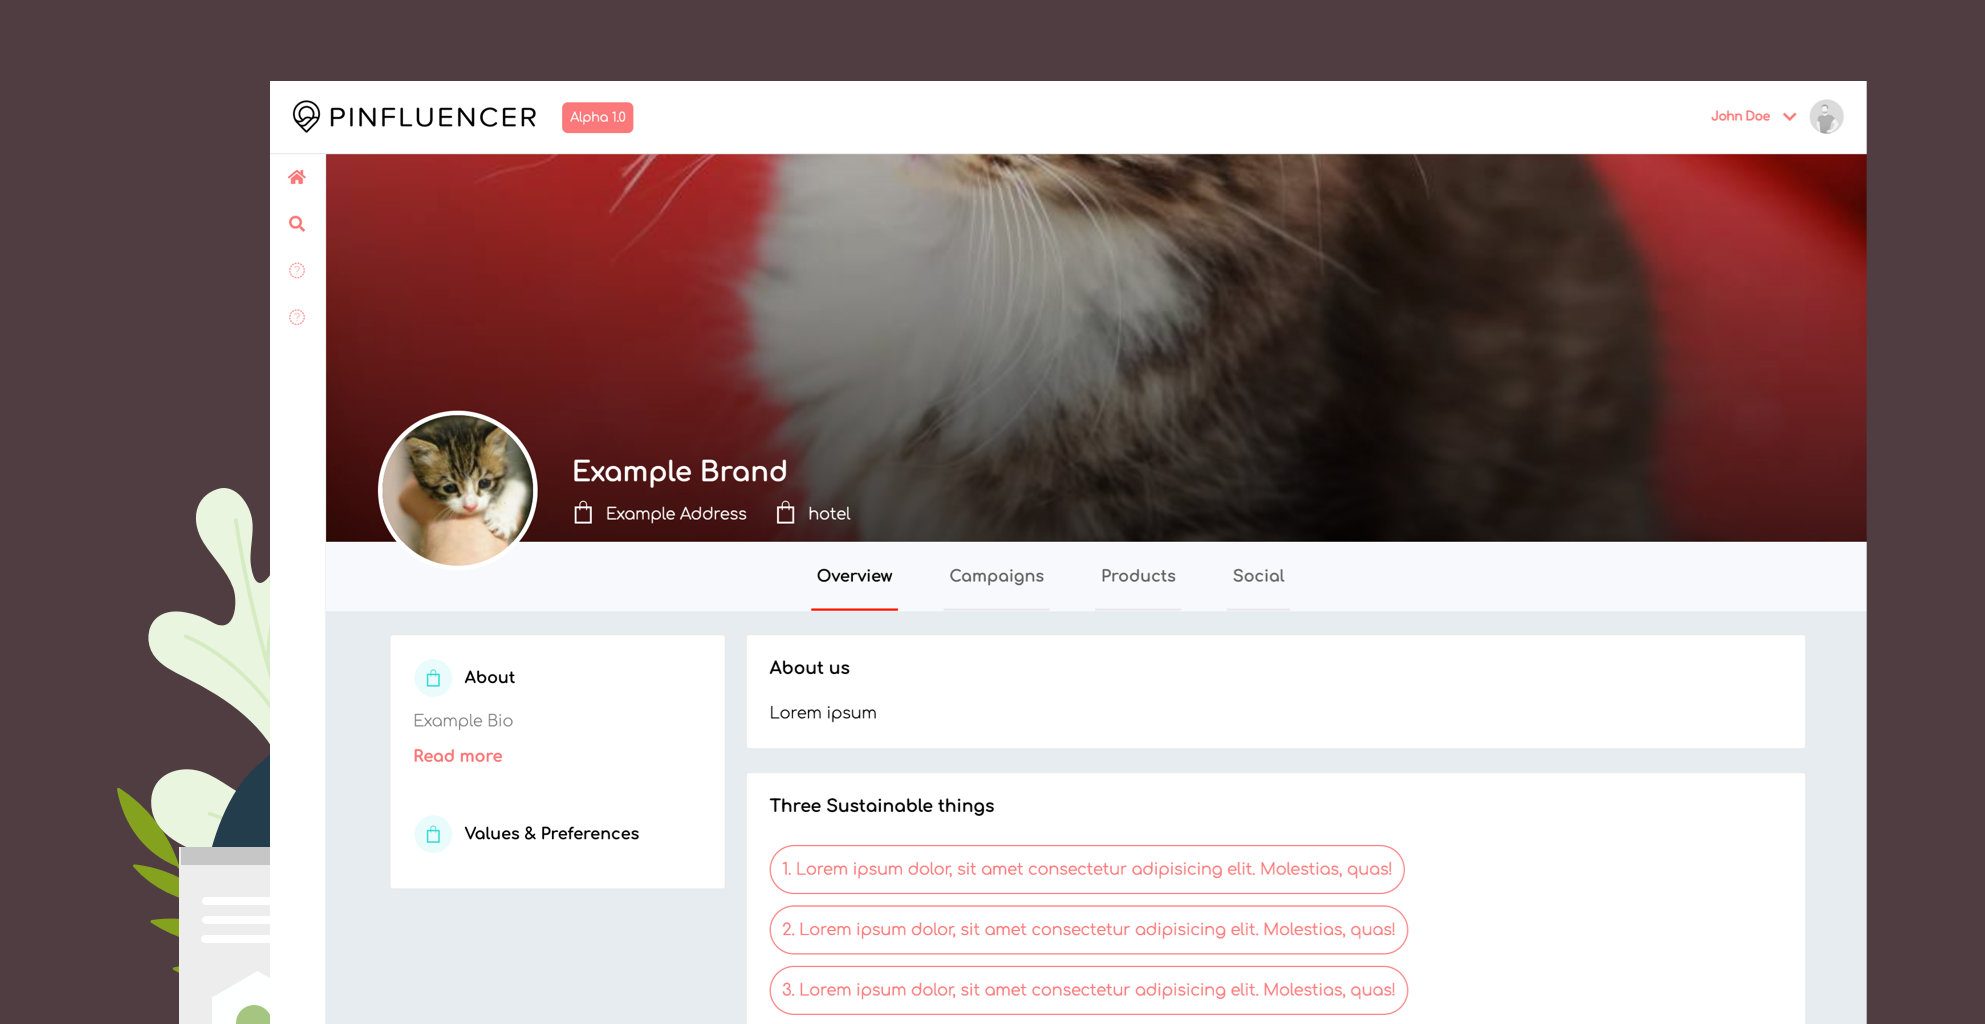 PINFLUENCER
Alpha 1.0
John Doe
Example Brand
Example Address
hotel
Overview
Campaigns
Products
Social
About
Example Bio
Read more
Values & Preferences
About us
Lorem ipsum
Three Sustainable things
1. Lorem ipsum dolor, sit amet consectetur adipisicing elit. Molestias, quas!
2. Lorem ipsum dolor, sit amet consectetur adipisicing elit. Molestias, quas!
3. Lorem ipsum dolor, sit amet consectetur adipisicing elit. Molestias, quas!